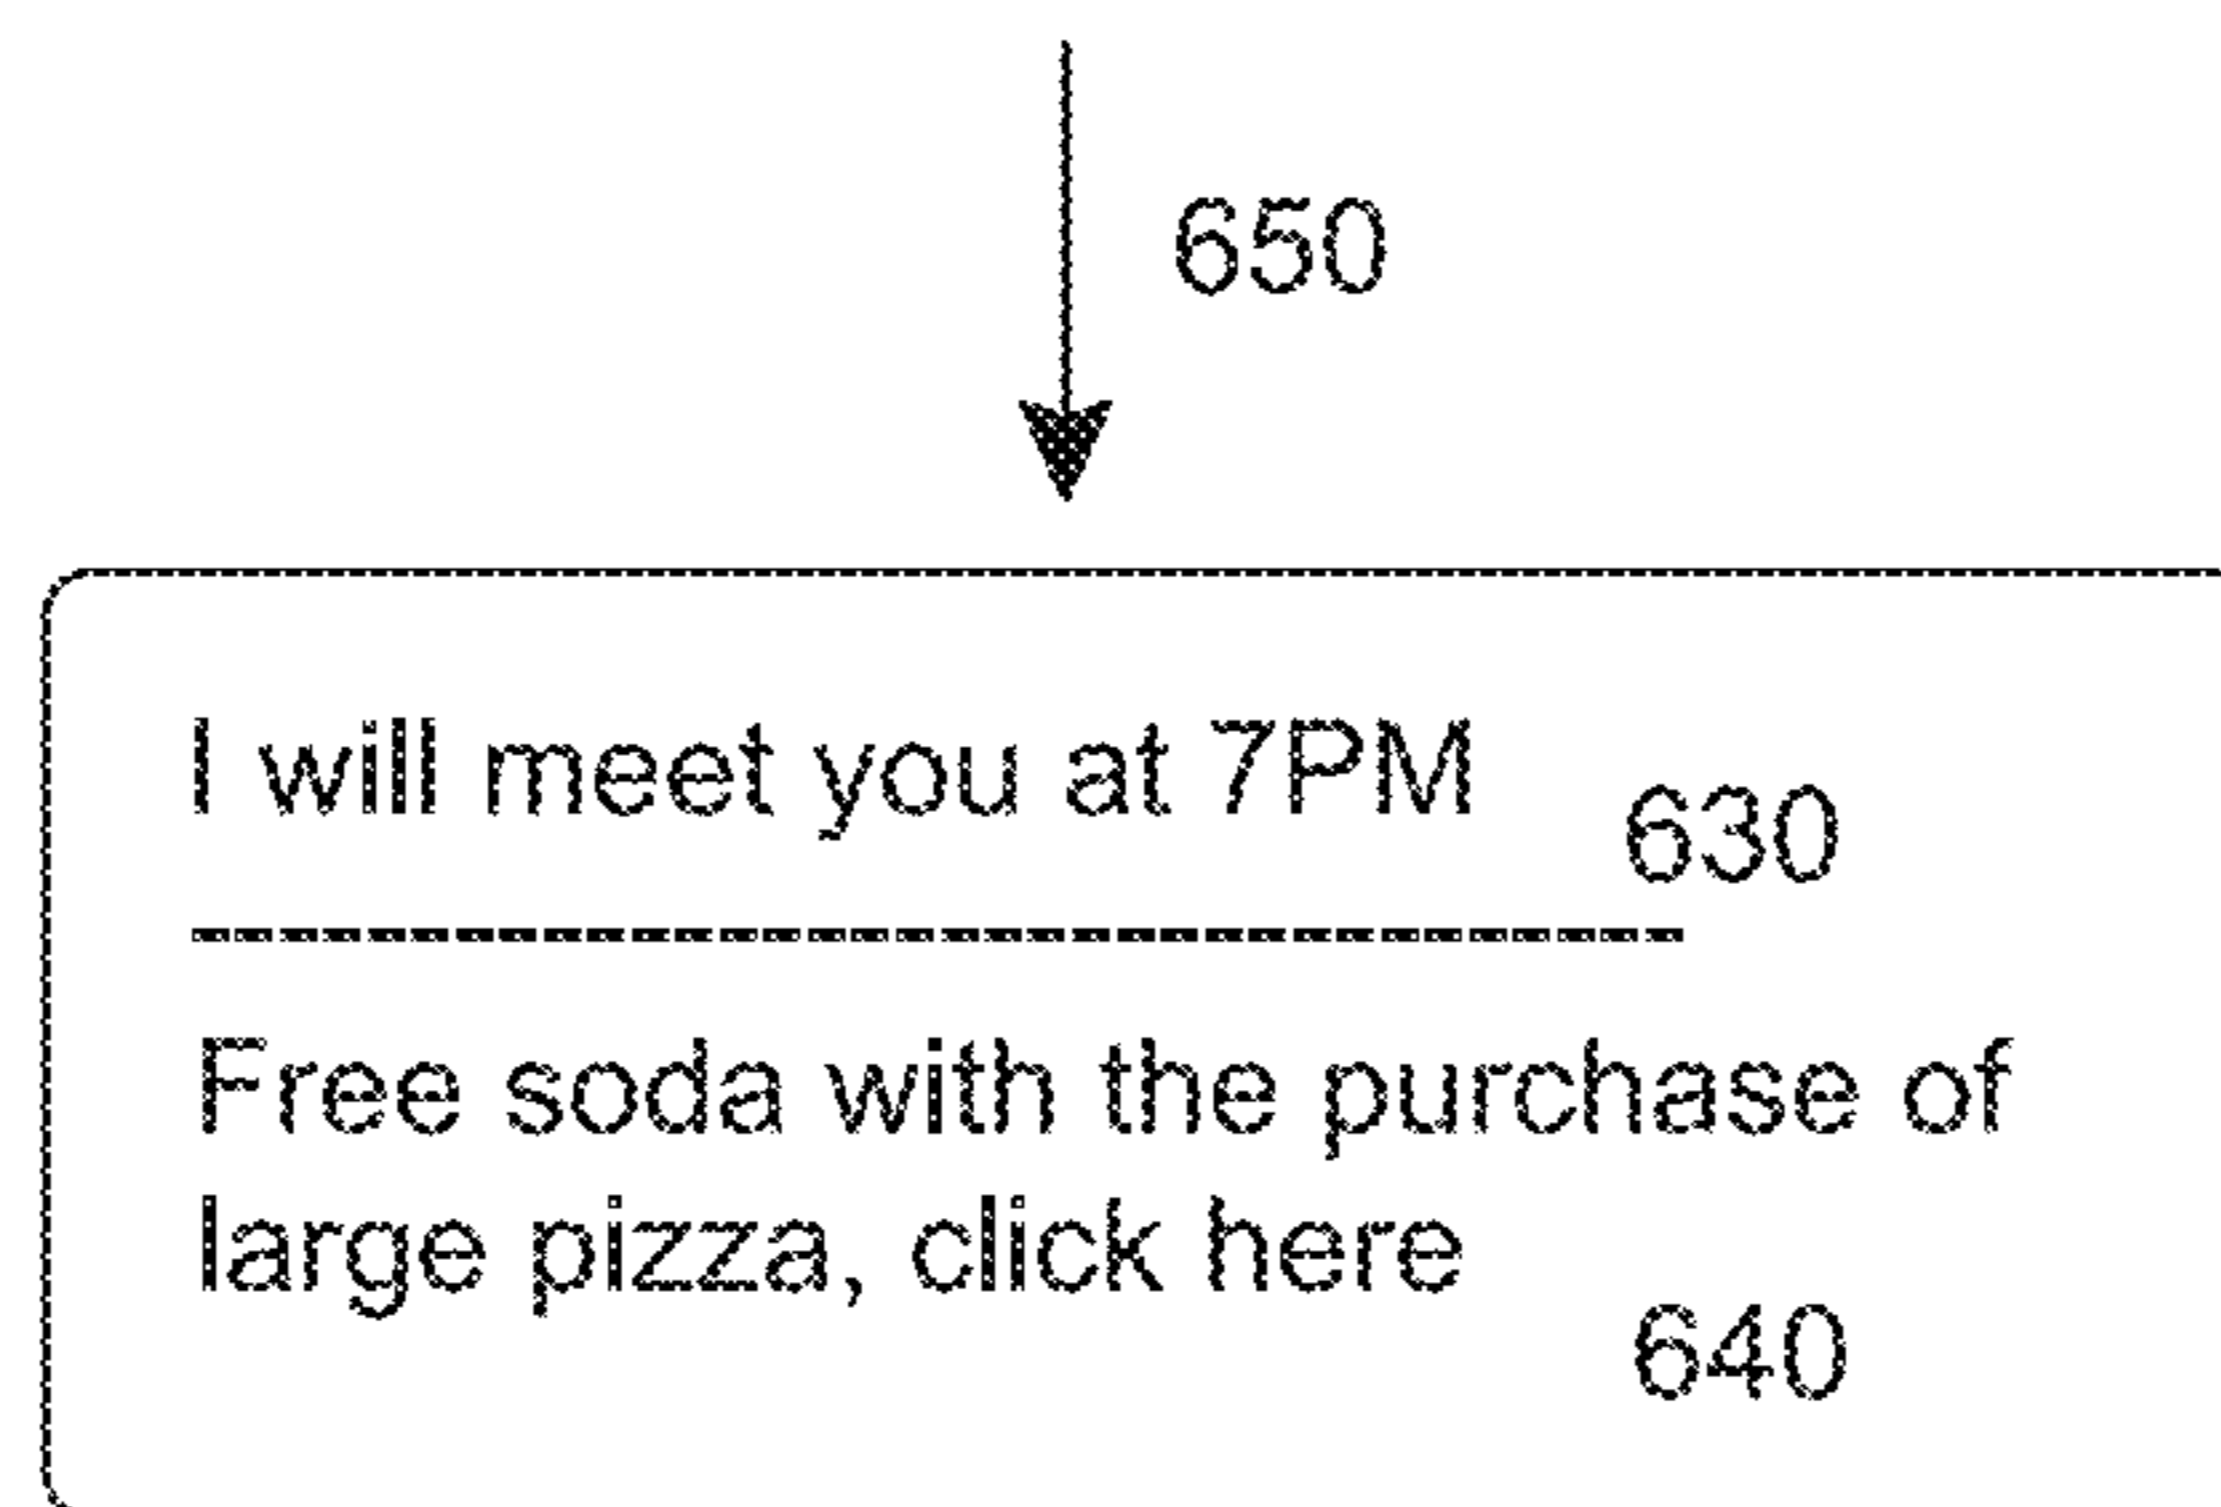 650
I will meet you at 7PM
630
Free soda with the purchase of
large pizza, click here
640